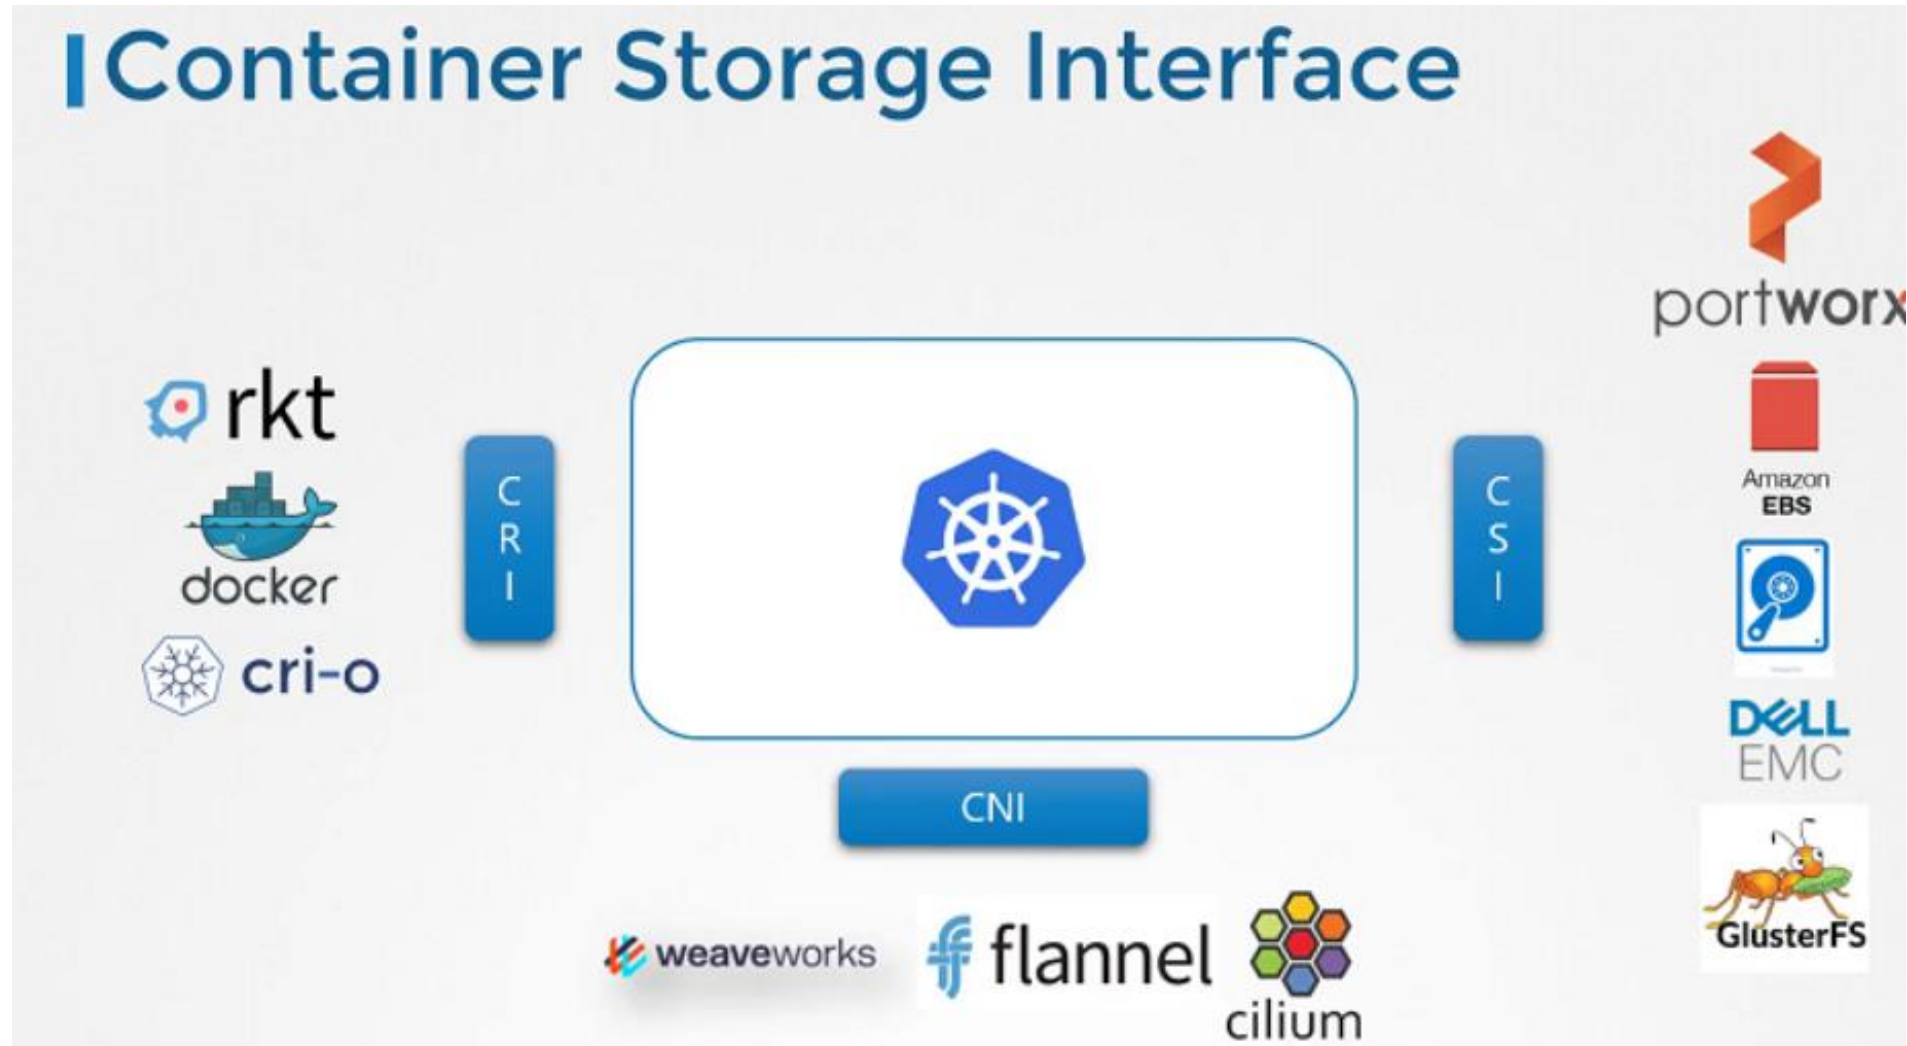 Container Storage Interface
portworx
rkt
Amazon
EBS
C
R
I
C
S
I
docker
cri-o
DELL
EMC
CNI
GlusterFS
weaveworks
flannel
cilium